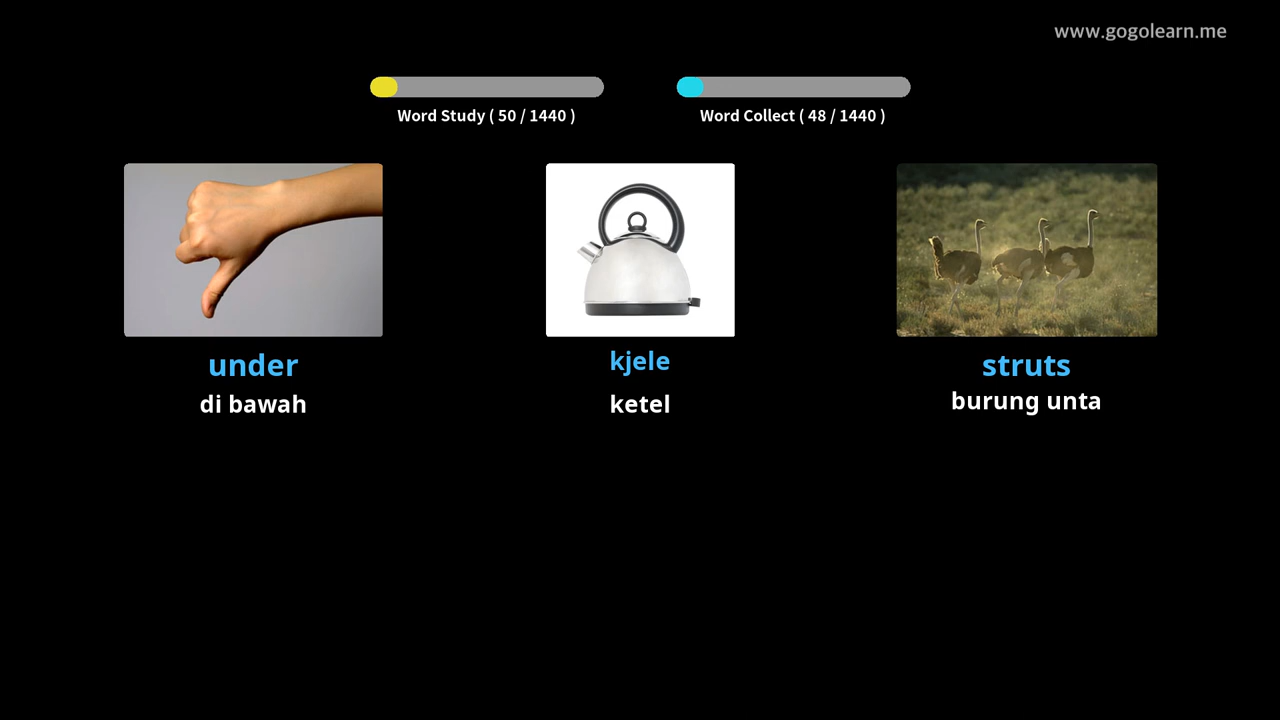 www.gogolearn.me
Word Study ( 50 / 1440 )
Word Collect ( 48 / 1440 )
under
kjele
struts
di bawah
ketel
burung unta